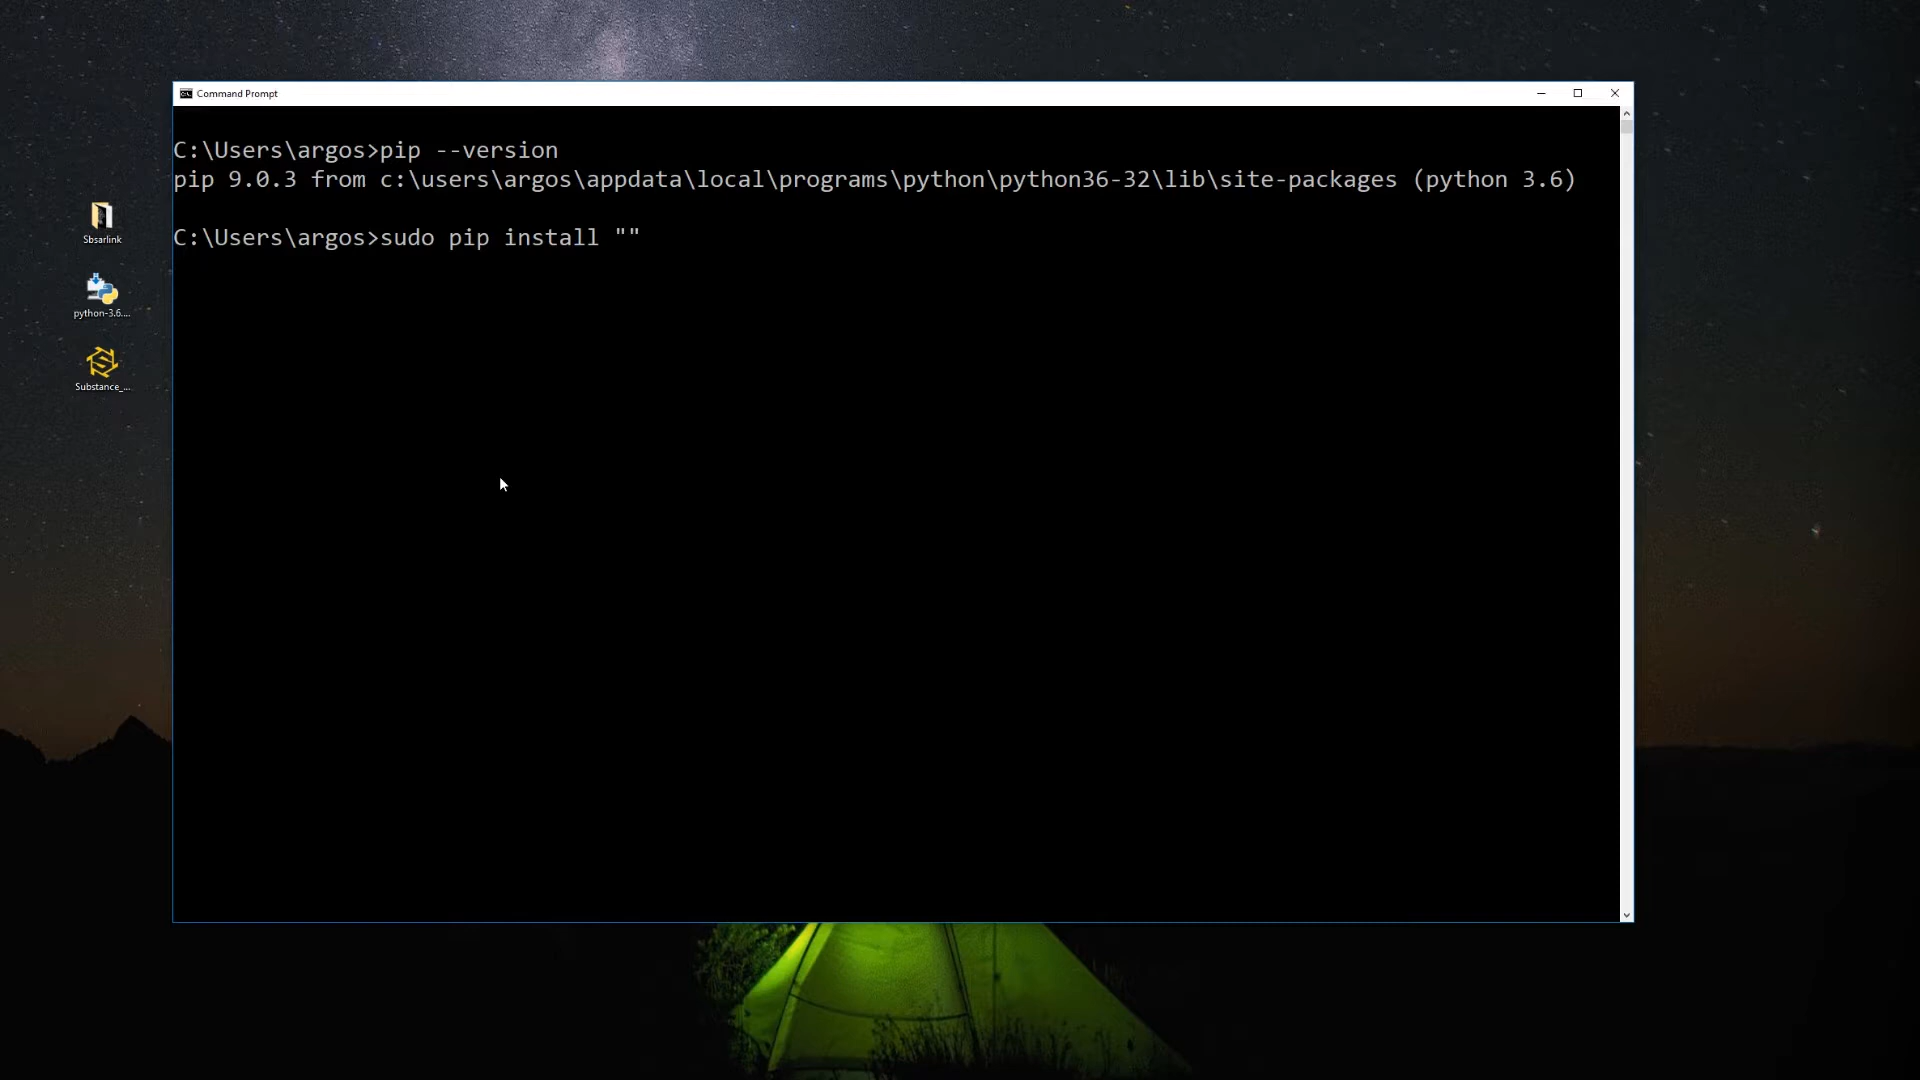 Command Prompt
C:\Users\argos>pip --version
pip 9.0.3 from c:\users\argos\appdata\local\programs\python\python36-32\lib\site-packages (python 3.6)
C:\Users\argos>sudo pip install ""
Sbsarlink
python-3.6....
Substance_...